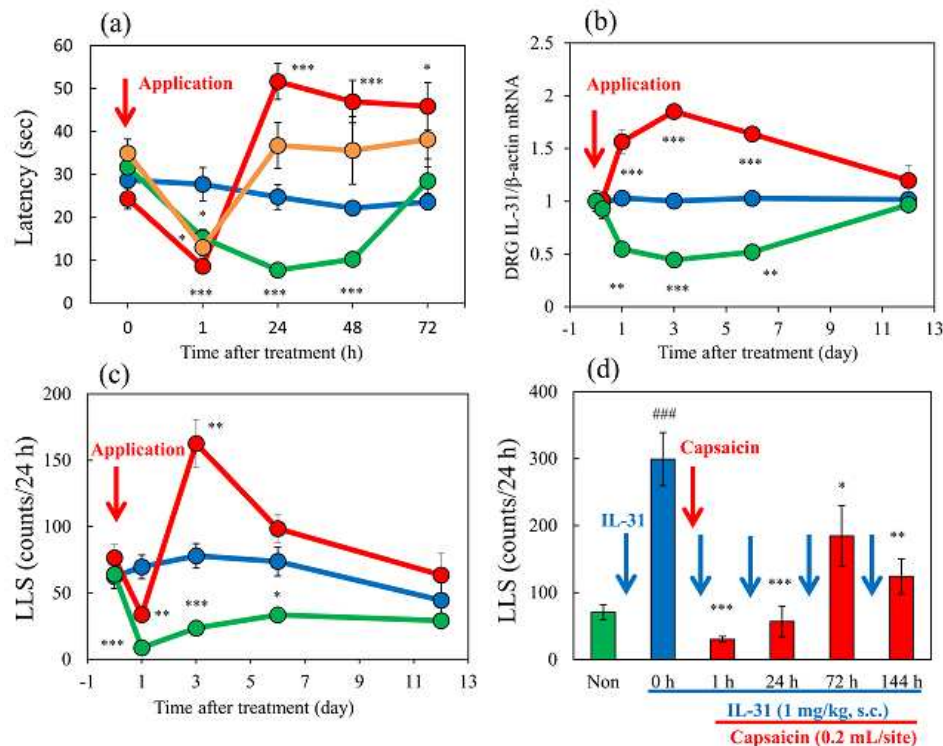 (a)
60
50
40
30
20
10
0
Latency (sec)
Application
***
***
*
*
*
***
***
***
0 1 24 48 72
Time after treatment (h)
(b)
2.5
2
1.5
1
0.5
0
DRG IL-31/β-actin mRNA
Application
***
***
***
**
***
**
-1 1 3 5 7 9 11 13
Time after treatment (day)
(c)
200
150
100
50
0
LLS (counts/24 h)
Application
**
**
***
***
*
-1 1 3 5 7 9 11 13
Time after treatment (day)
(d)
400
300
200
100
0
LLS (counts/24 h)
###
Capsaicin
IL-31
***
***
*
**
Non 0 h 1 h 24 h 72 h 144 h
IL-31 (1 mg/kg, s.c.)
Capsaicin (0.2 mL/site)